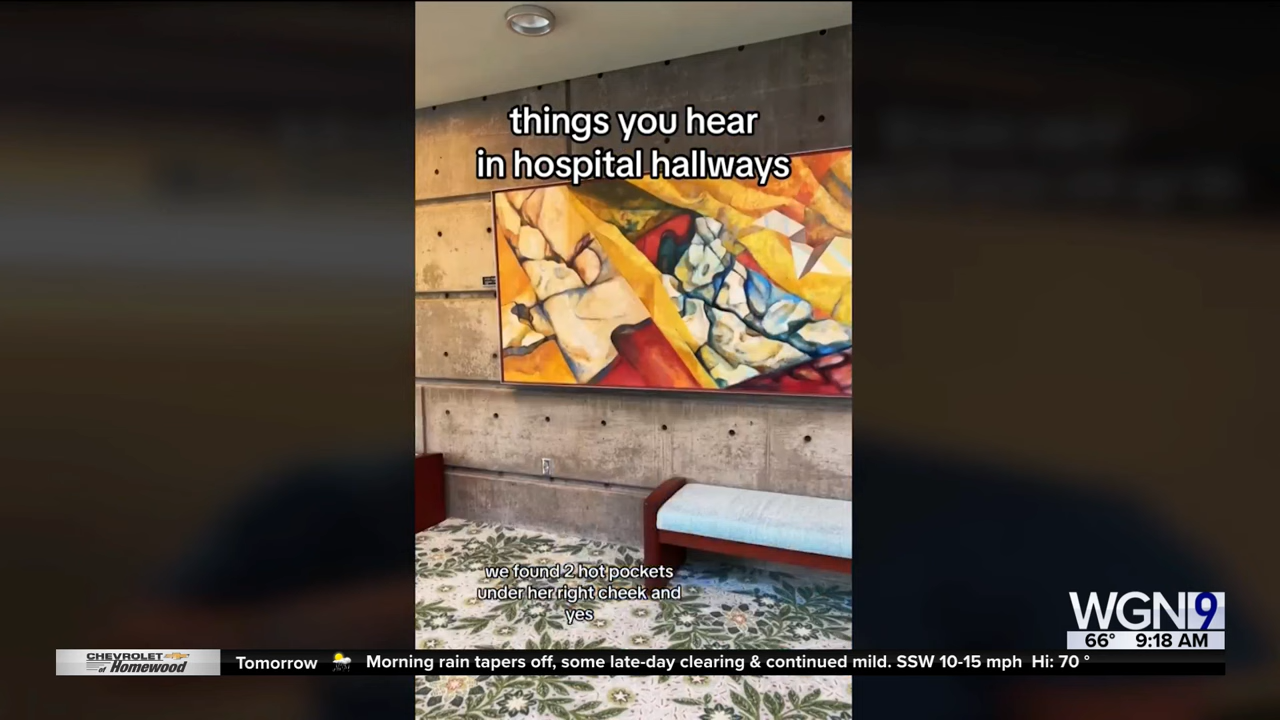 things you hear
in hospital hallways
we found 2 hot pockets
under her right cheek and
yes
WGN9
66° 9:18 AM
CHEVROLET
of Homewood
Tomorrow Morning rain tapers off, some late-day clearing & continued mild. SSW 10-15 mph Hi: 70 °